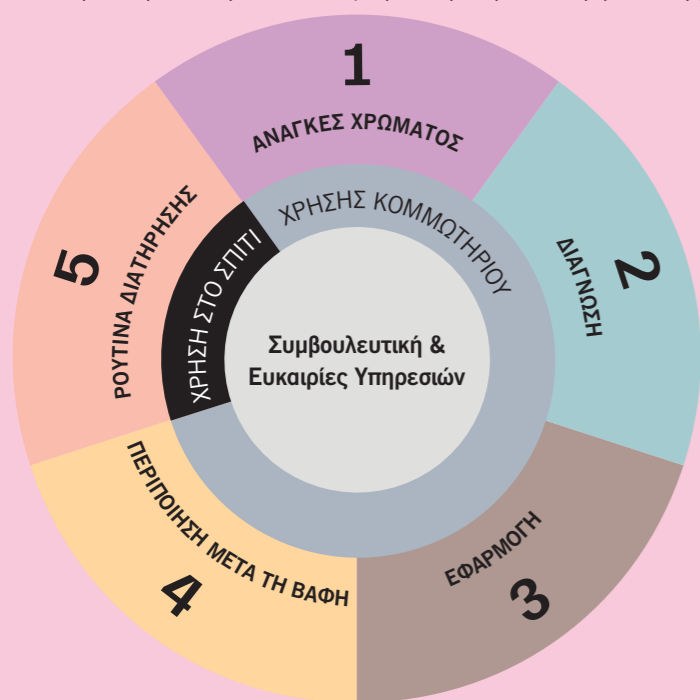 1
ΑΝΑΓΚΕΣ ΧΡΩΜΑΤΟΣ
2
ΔΙΑΓΝΩΣΗ
3
ΕΦΑΡΜΟΓΗ
4
ΠΕΡΙΠΟΙΗΣΗ ΜΕΤΑ ΤΗ ΒΑΦΗ
5
ΡΟΥΤΙΝΑ ΔΙΑΤΗΡΗΣΗΣ
ΧΡΗΣΗΣ ΚΟΜΜΩΤΗΡΙΟΥ
ΧΡΗΣΗ ΣΤΟ ΣΠΙΤΙ
Συμβουλευτική &
Ευκαιρίες Υπηρεσιών